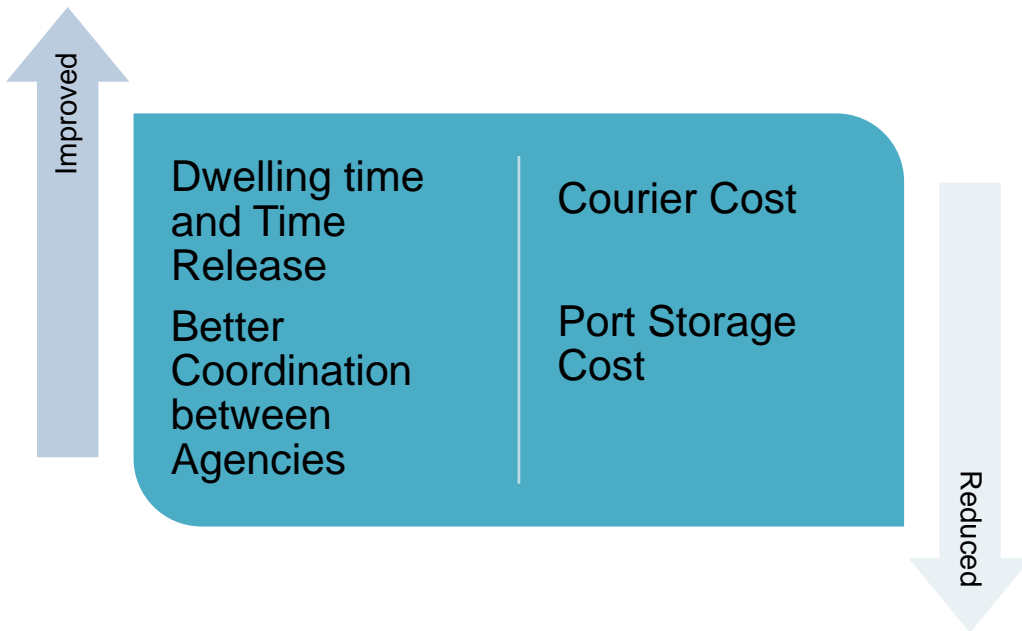 Improved
Dwelling time
and Time
Release
Better
Coordination
between
Agencies
Courier Cost
Port Storage
Cost
Reduced